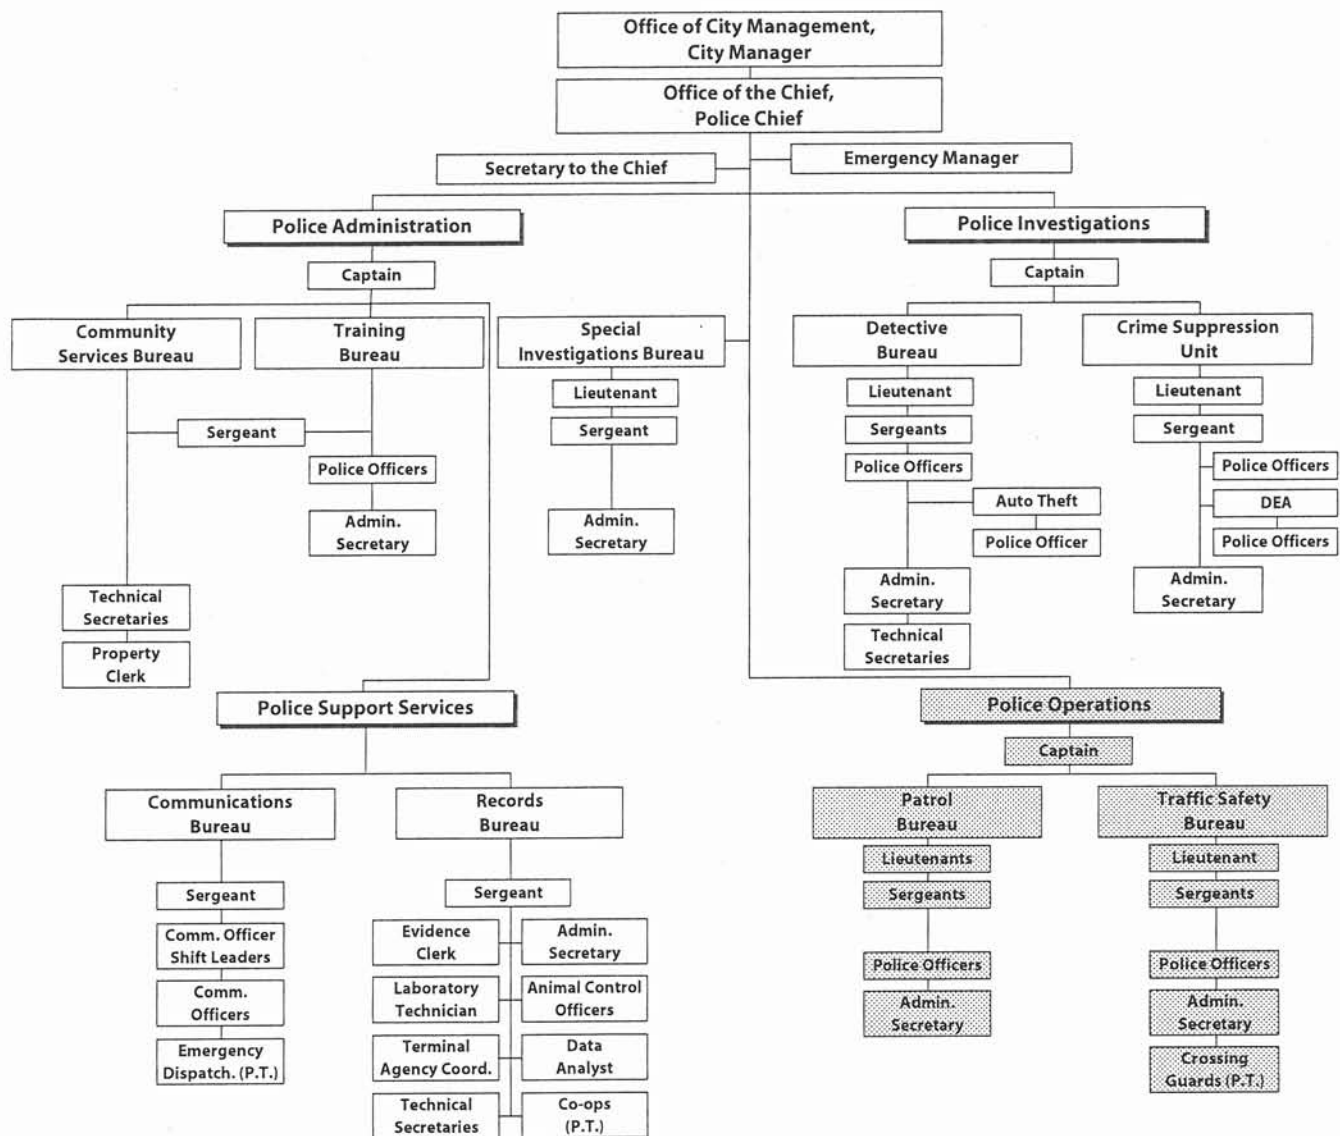 Office of City Management,
City Manager
Office of the Chief,
Police Chief
Secretary to the Chief
Emergency Manager
Police Administration
Captain
Community
Services Bureau
Training
Bureau
Sergeant
Police Officers
Admin.
Secretary
Technical
Secretaries
Property
Clerk
Special
Investigations Bureau
Lieutenant
Sergeant
Admin.
Secretary
Police Investigations
Captain
Detective
Bureau
Lieutenant
Sergeants
Police Officers
Auto Theft
Police Officer
Admin.
Secretary
Technical
Secretaries
Crime Suppression
Unit
Lieutenant
Sergeant
Police Officers
DEA
Police Officers
Admin.
Secretary
Police Support Services
Communications
Bureau
Sergeant
Comm. Officer
Shift Leaders
Comm.
Officers
Emergency
Dispatch. (P.T.)
Records
Bureau
Sergeant
Evidence
Clerk
Admin.
Secretary
Laboratory
Technician
Animal Control
Officers
Terminal
Agency Coord.
Data
Analyst
Technical
Secretaries
Co-ops
(P.T.)
Police Operations
Captain
Patrol
Bureau
Lieutenants
Sergeants
Police Officers
Admin.
Secretary
Traffic Safety
Bureau
Lieutenant
Sergeants
Police Officers
Admin.
Secretary
Crossing
Guards (P.T.)